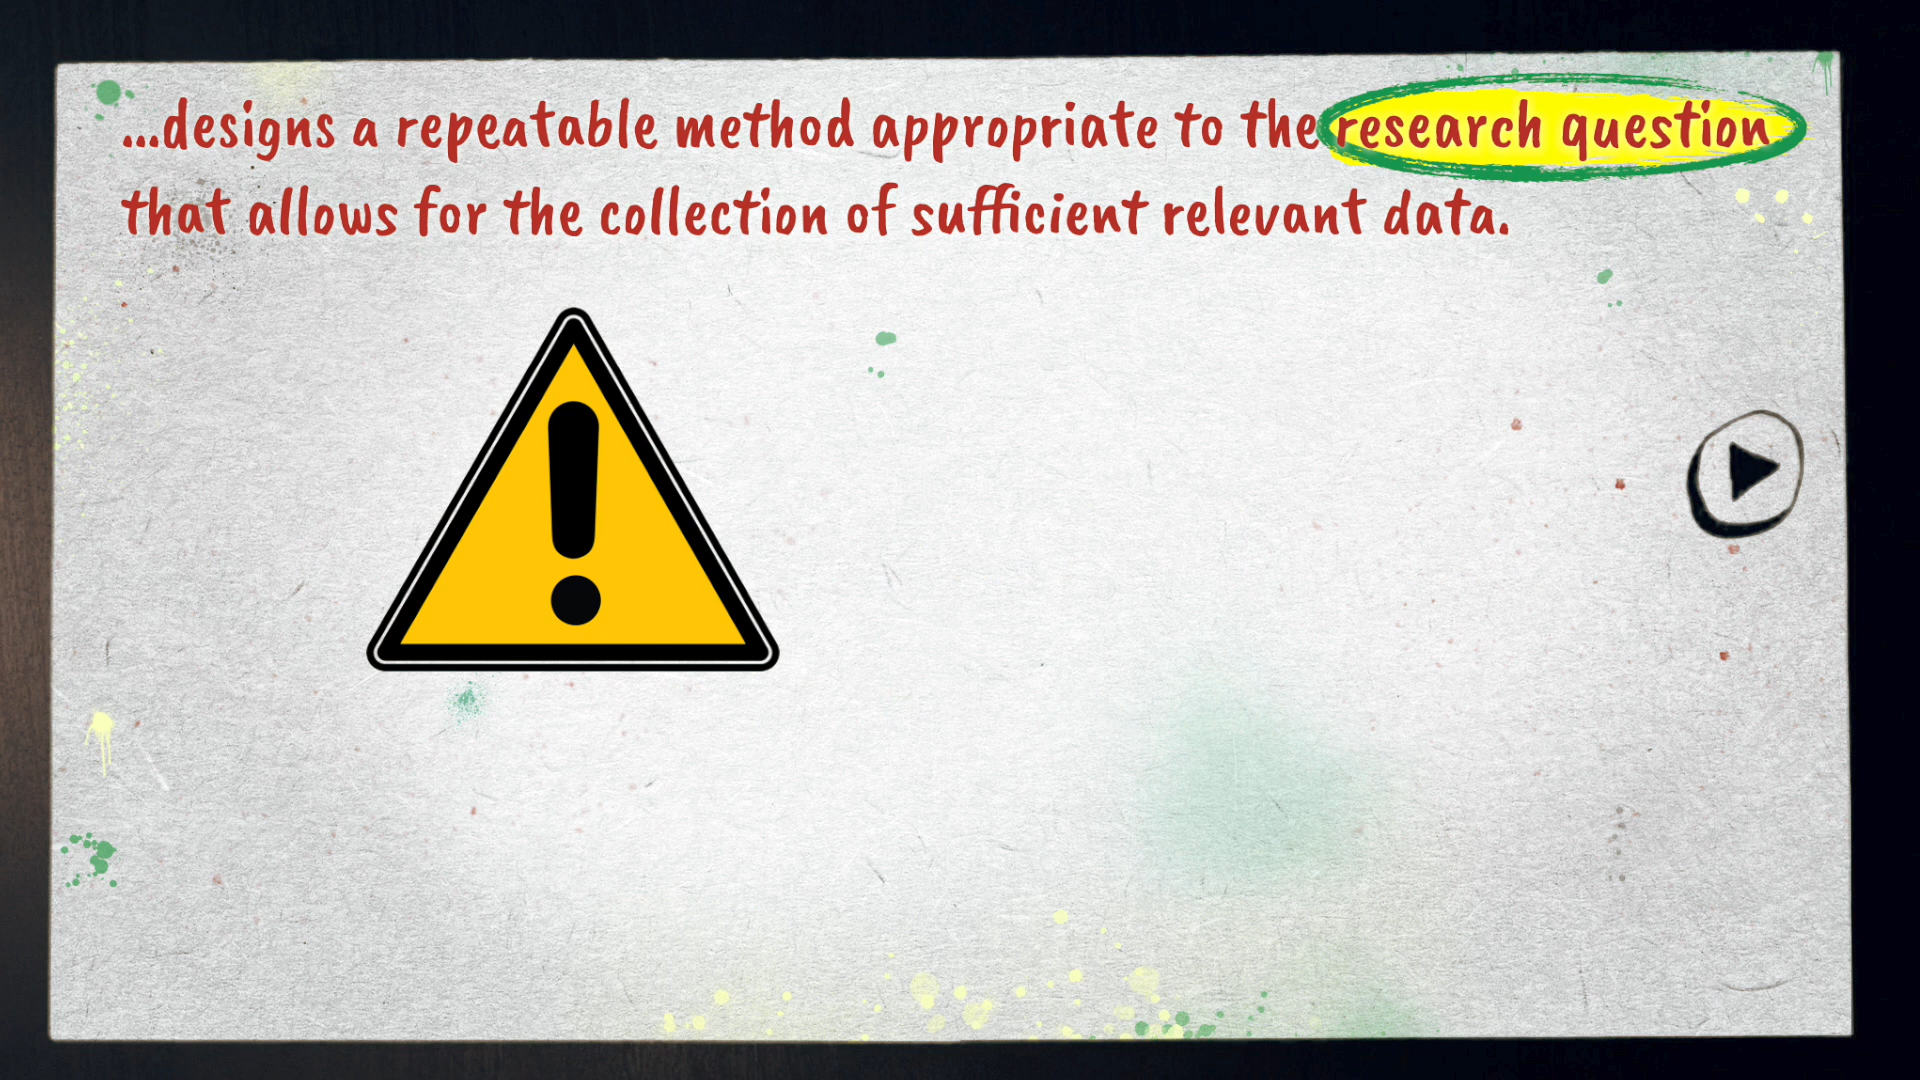 ...designs a repeatable method appropriate to the research question
that allows for the collection of sufficient relevant data.